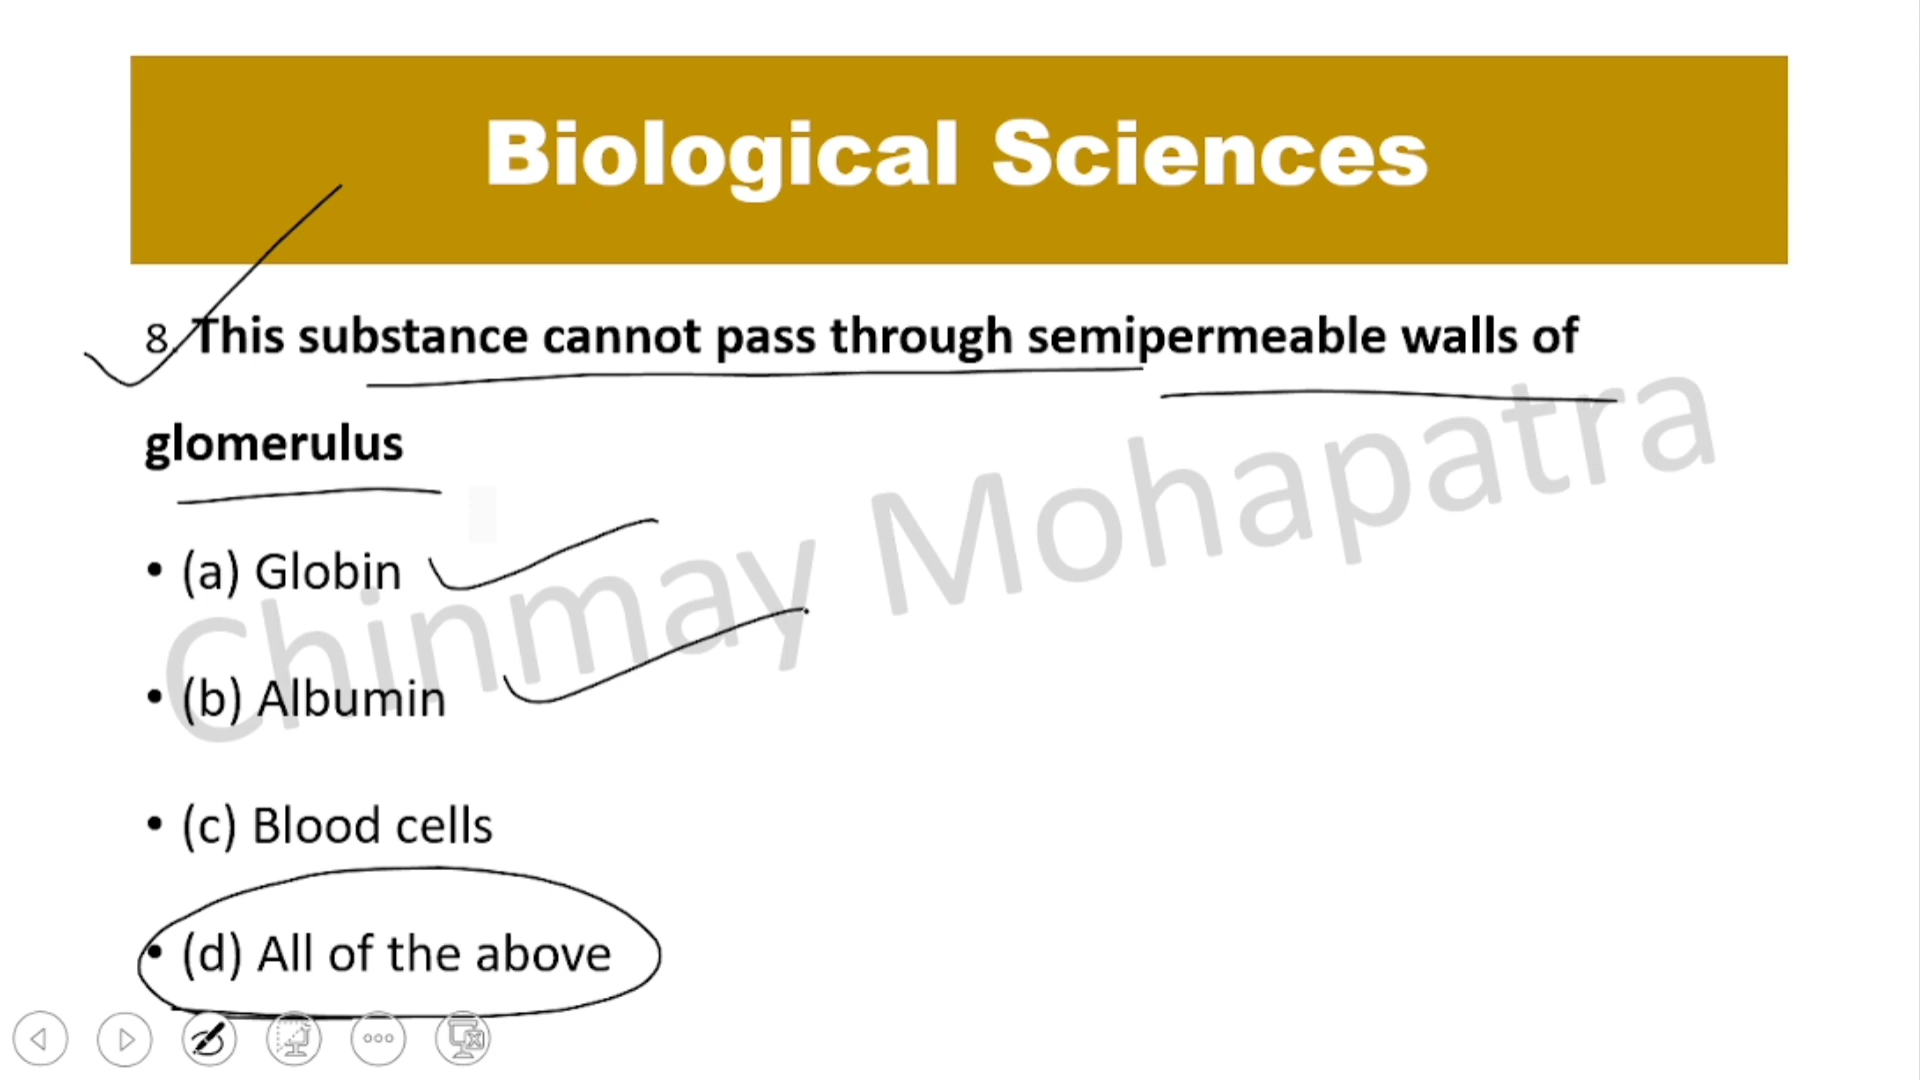 Biological Sciences
8. This substance cannot pass through semipermeable walls of
glomerulus
• (a) Globin
• (b) Albumin
• (c) Blood cells
• (d) All of the above
Chinmay Mohapatra